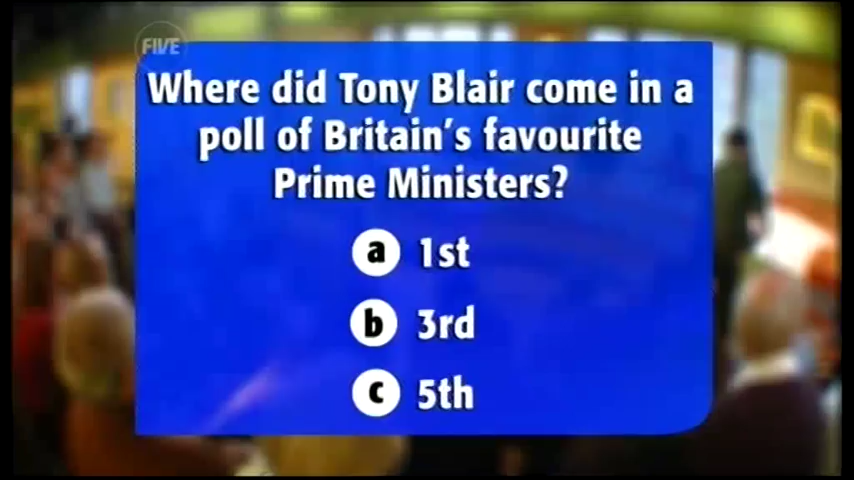 FIVE
Where did Tony Blair come in a
poll of Britain's favourite
Prime Ministers?
a 1st
b 3rd
c 5th